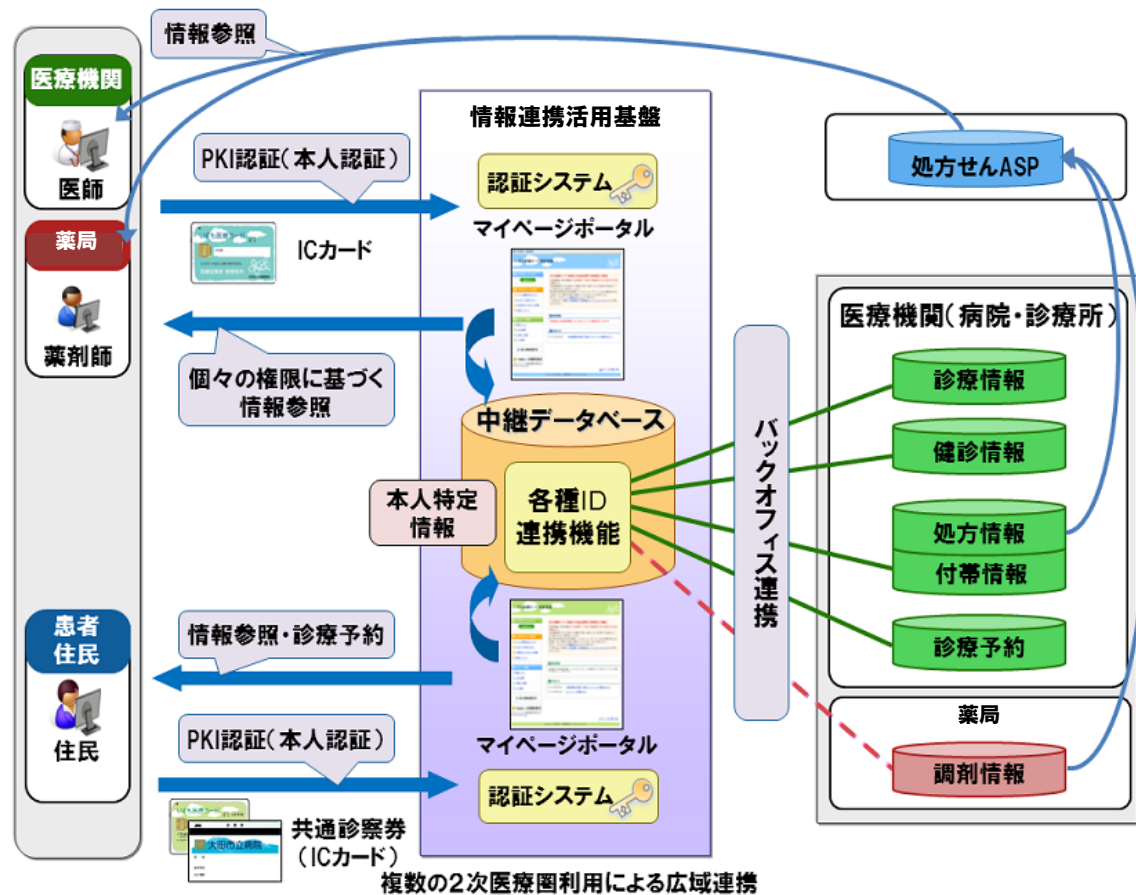 情報参照
医療機関
医師
薬局
薬剤師
患者
住民
住民
PKI認証(本人認証)
ICカード
個々の権限に基づく
情報参照
情報参照・診療予約
PKI認証(本人認証)
大田市立病院
共通診察券
(ICカード)
情報連携活用基盤
認証システム
マイページポータル
中継データベース
本人特定
情報
各種ID
連携機能
マイページポータル
認証システム
バックオフィス連携
処方せんASP
医療機関(病院・診療所)
診療情報
健診情報
処方情報
付帯情報
診療予約
薬局
調剤情報
複数の2次医療圏利用による広域連携